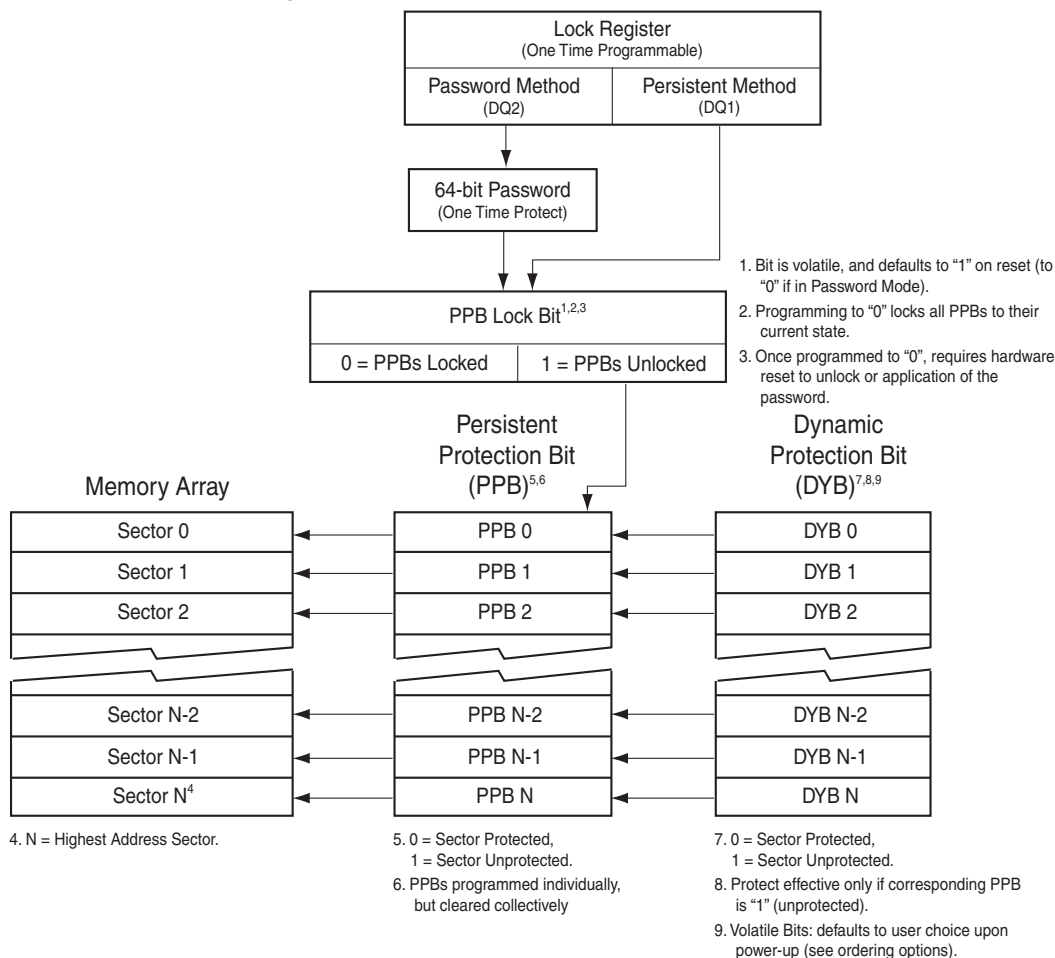 Lock Register
(One Time Programmable)
Password Method
(DQ2)
Persistent Method
(DQ1)
64-bit Password
(One Time Protect)
PPB Lock Bit1,2,3
0 = PPBs Locked
1 = PPBs Unlocked
1. Bit is volatile, and defaults to “1” on reset (to
“0” if in Password Mode).
2. Programming to “0” locks all PPBs to their
current state.
3. Once programmed to “0”, requires hardware
reset to unlock or application of the
password.
Memory Array
Persistent
Protection Bit
(PPB)5,6
Dynamic
Protection Bit
(DYB)7,8,9
Sector 0
PPB 0
DYB 0
Sector 1
PPB 1
DYB 1
Sector 2
PPB 2
DYB 2
Sector N-2
PPB N-2
DYB N-2
Sector N-1
PPB N-1
DYB N-1
Sector N4
PPB N
DYB N
4. N = Highest Address Sector.
5. 0 = Sector Protected,
1 = Sector Unprotected.
6. PPBs programmed individually,
but cleared collectively
7. 0 = Sector Protected,
1 = Sector Unprotected.
8. Protect effective only if corresponding PPB
is “1” (unprotected).
9. Volatile Bits: defaults to user choice upon
power-up (see ordering options).